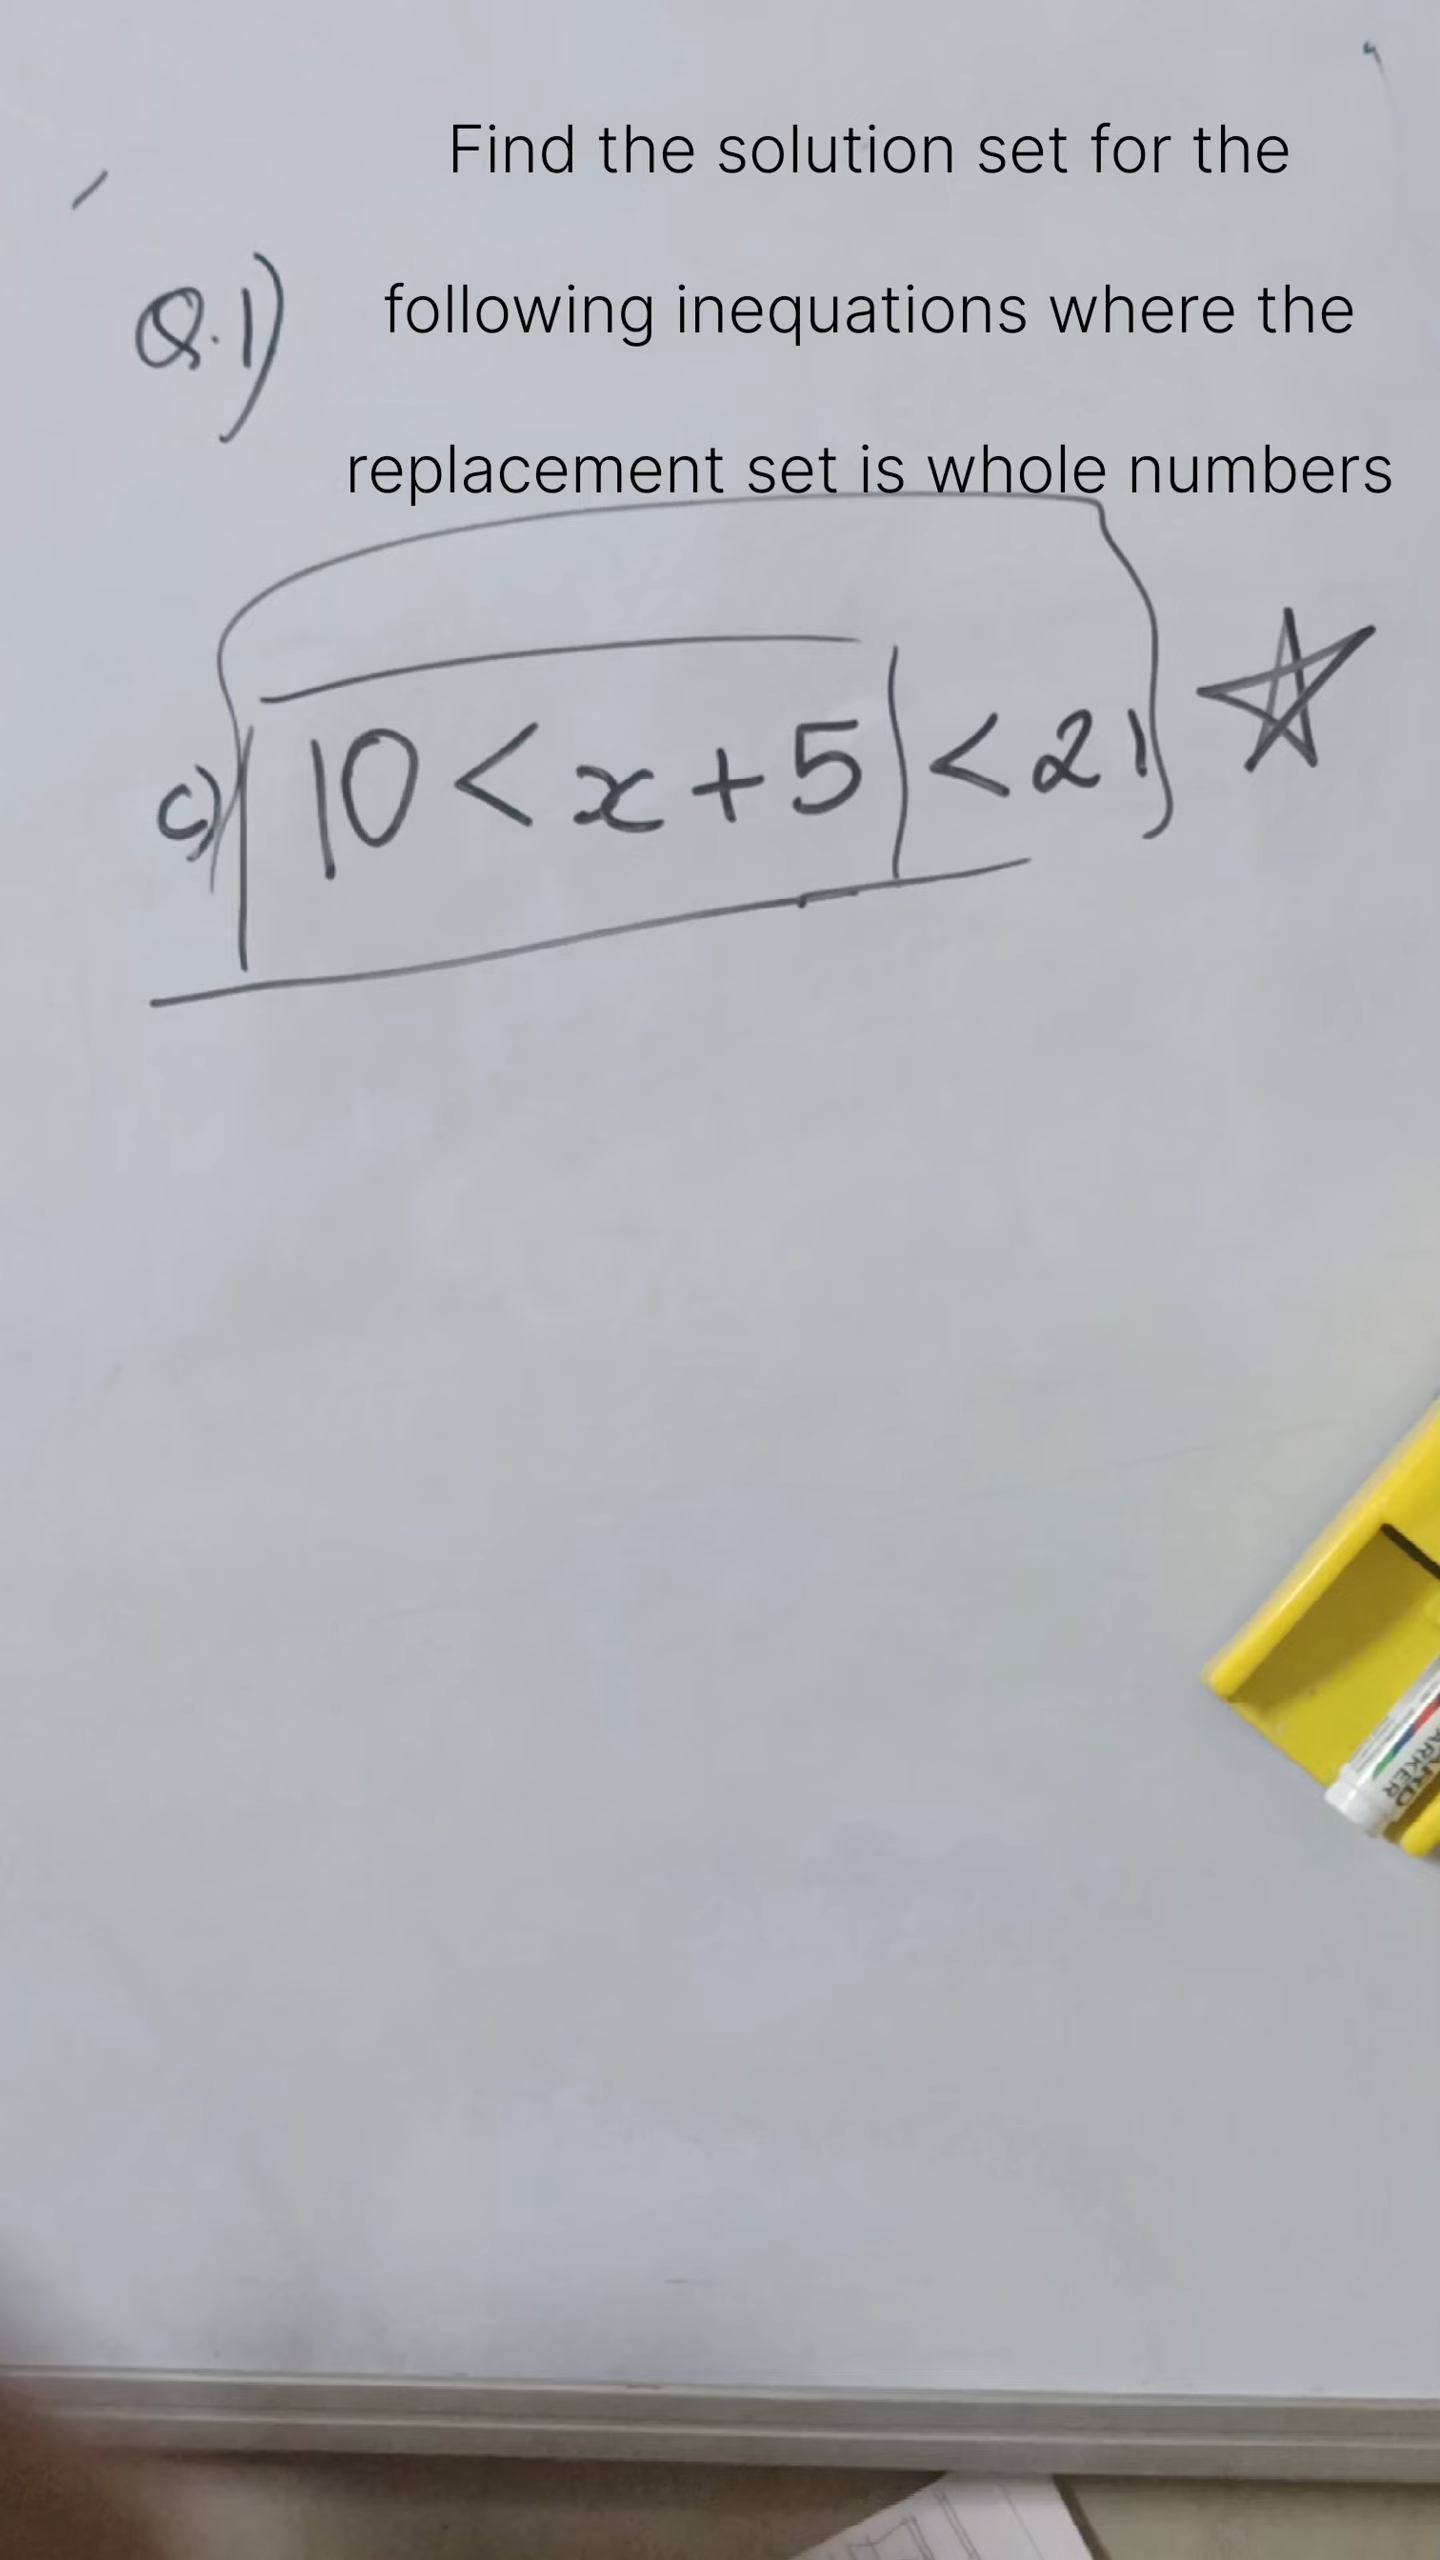 Find the solution set for the
Q.1) following inequations where the
replacement set is whole numbers
c) 10 < x + 5 < 21
ARKER